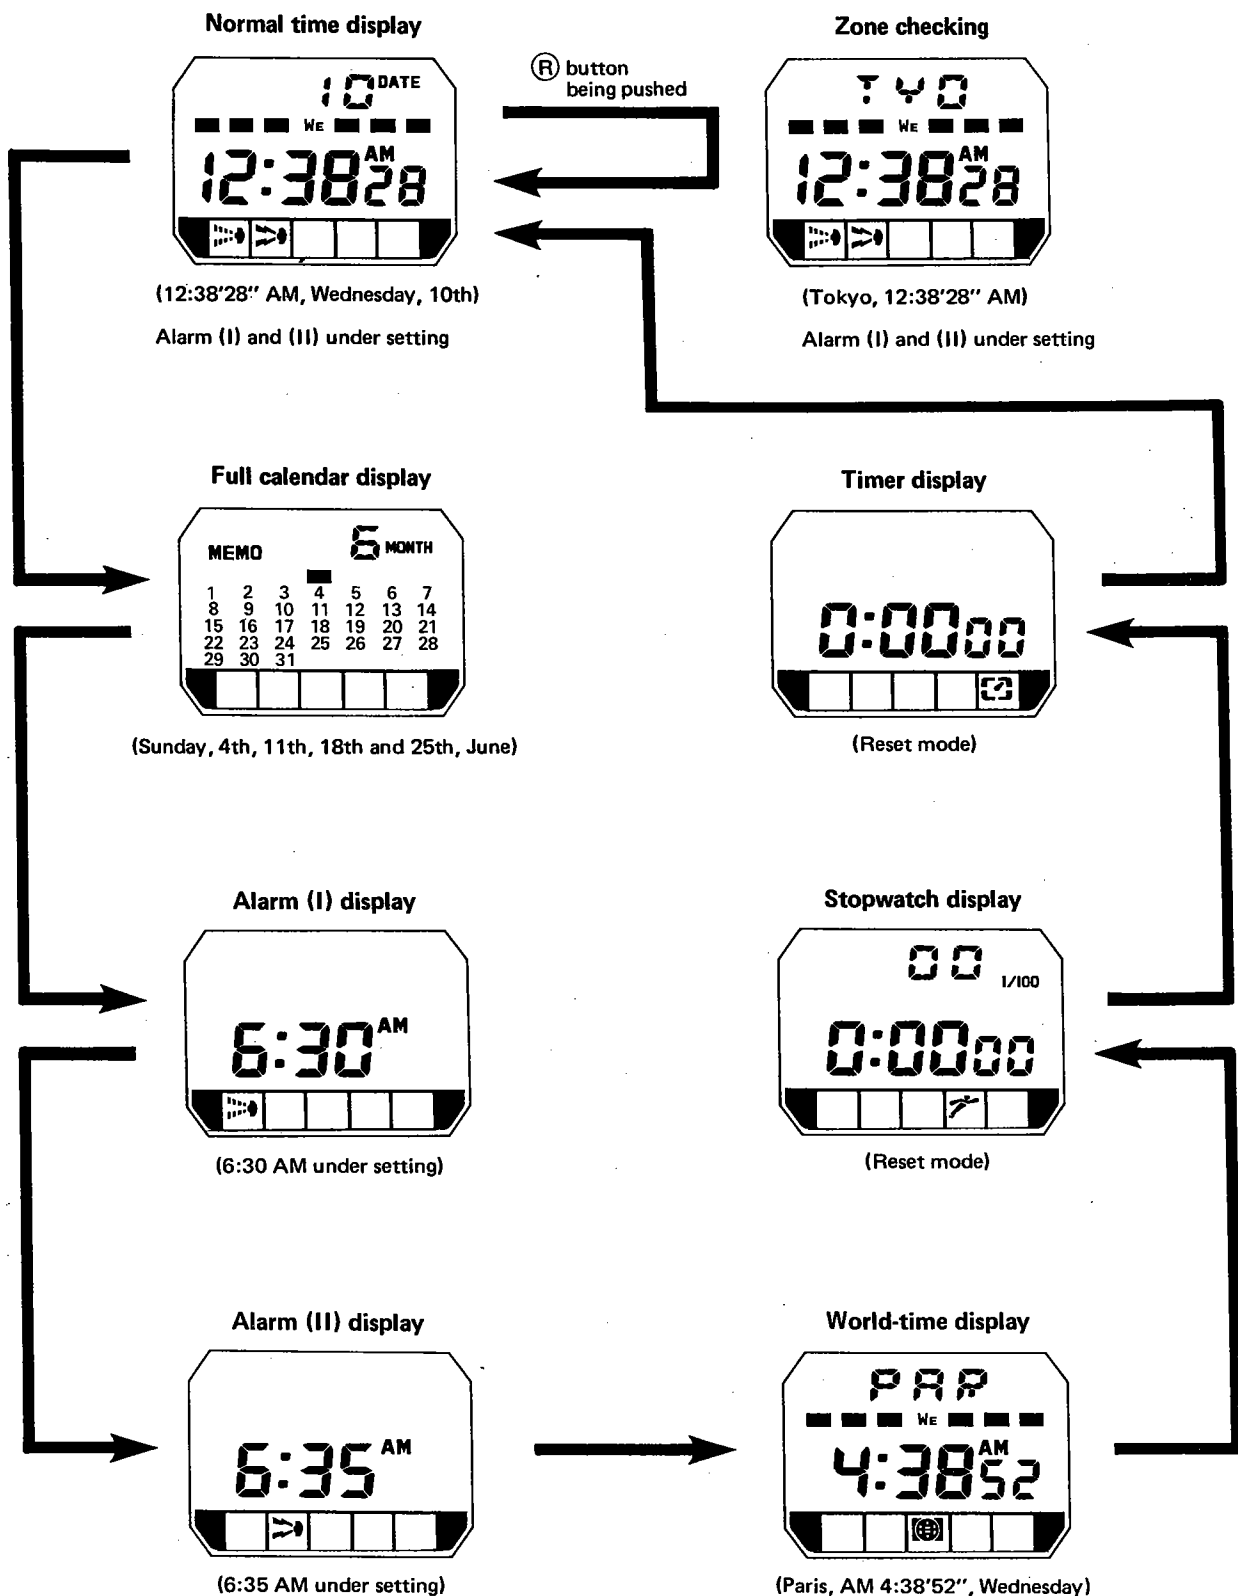 Normal time display
10 DATE
WE
12:38 AM 28
(12:38'28" AM, Wednesday, 10th)
Alarm (I) and (II) under setting
R button
being pushed
Zone checking
TYO
WE
12:38 AM 28
(Tokyo, 12:38'28" AM)
Alarm (I) and (II) under setting
Full calendar display
MEMO 6 MONTH
1 2 3 4 5 6 7
8 9 10 11 12 13 14
15 16 17 18 19 20 21
22 23 24 25 26 27 28
29 30 31
(Sunday, 4th, 11th, 18th and 25th, June)
Timer display
0:00 00
(Reset mode)
Alarm (I) display
6:30 AM
(6:30 AM under setting)
Stopwatch display
00 1/100
0:00 00
(Reset mode)
Alarm (II) display
6:35 AM
(6:35 AM under setting)
World-time display
PAR
WE
4:38 AM 52
(Paris, AM 4:38'52", Wednesday)